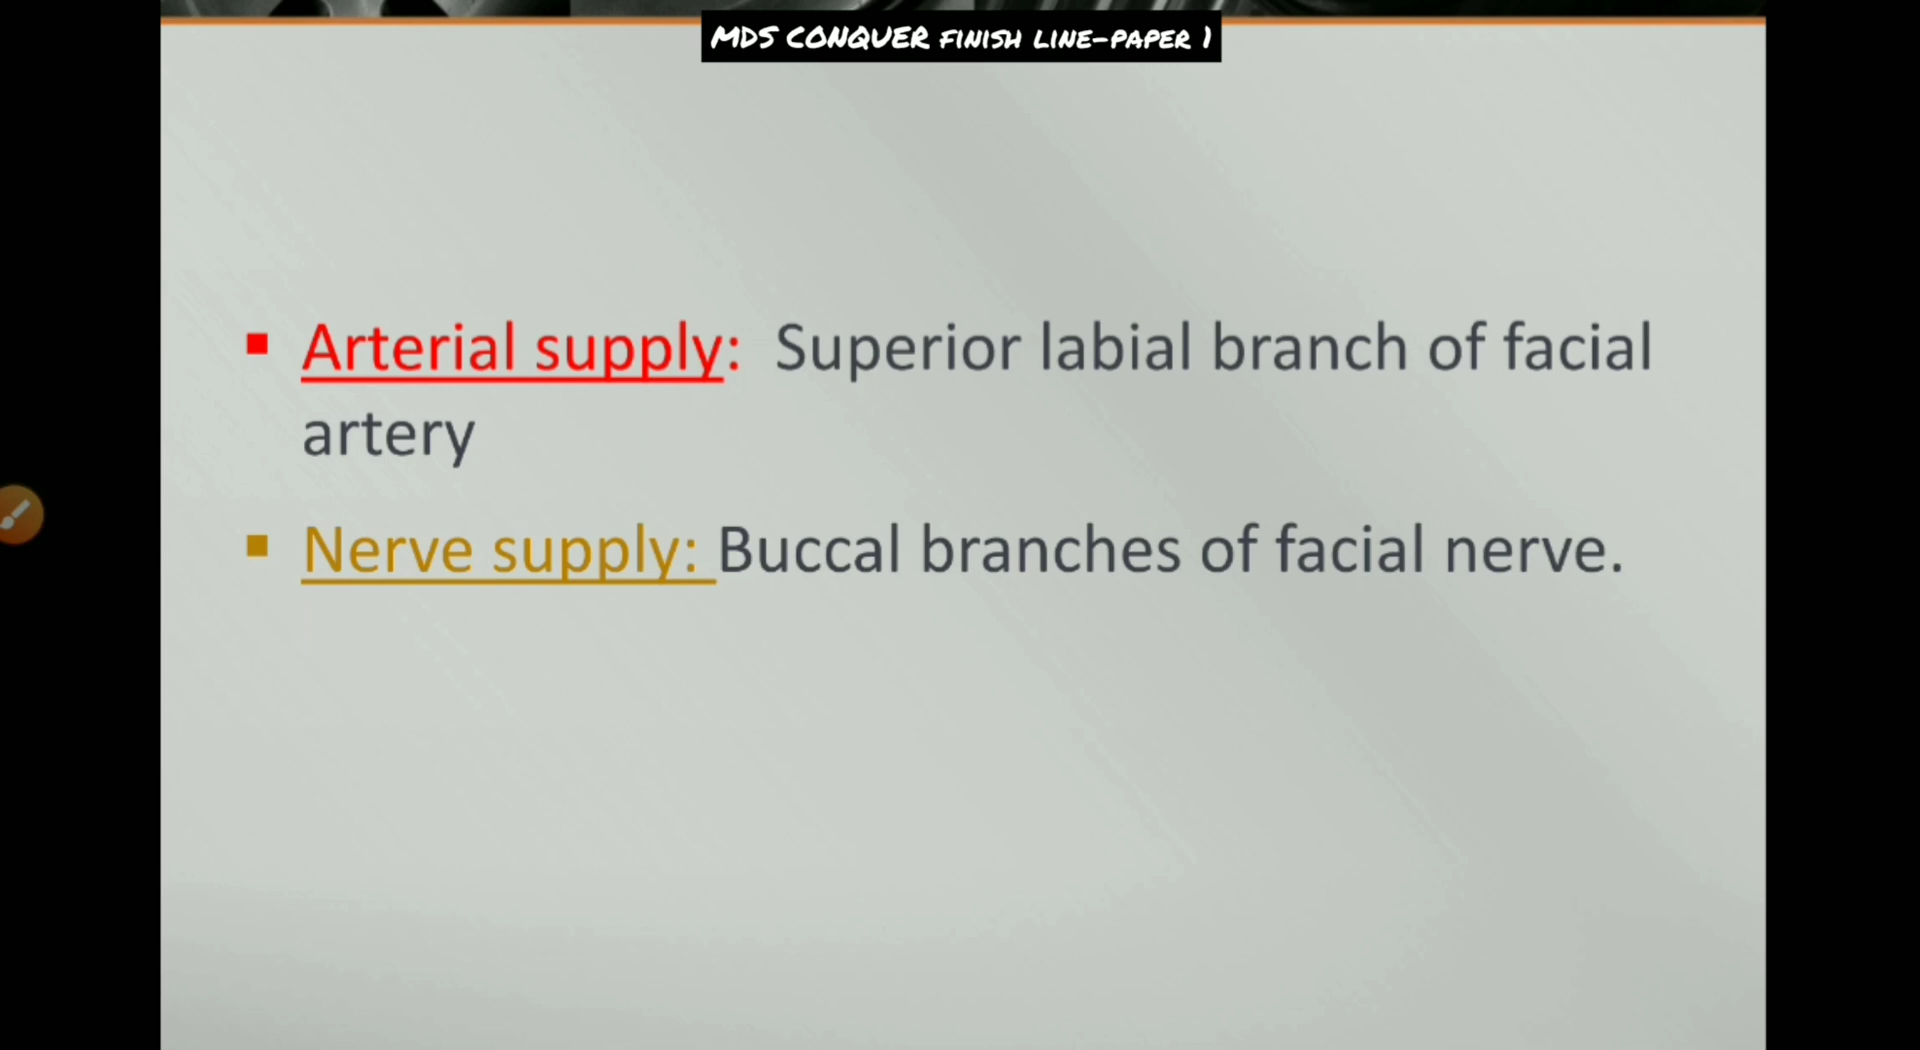 MDS CONQUER FINISH LINE-PAPER 1
Arterial supply: Superior labial branch of facial
artery
Nerve supply: Buccal branches of facial nerve.